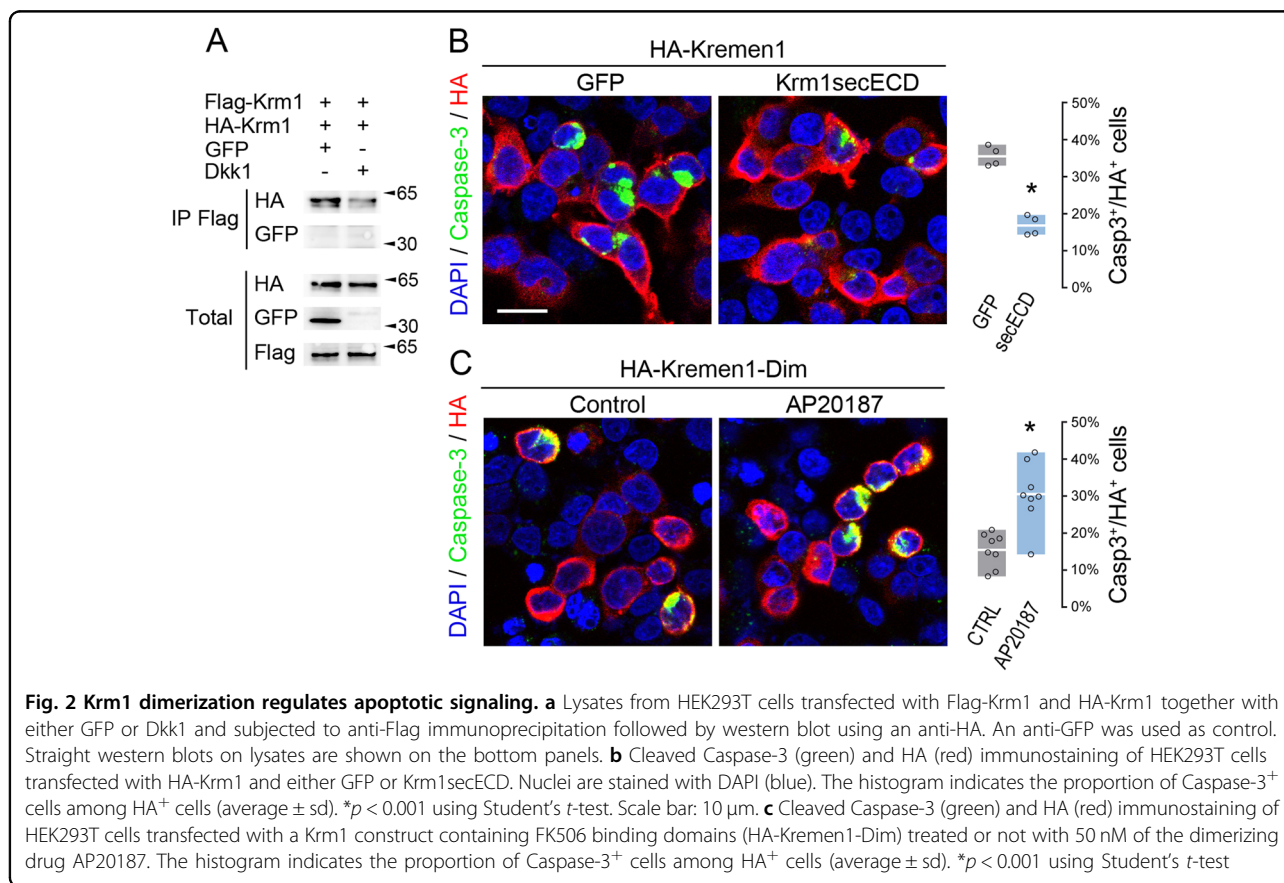 A
Flag-Krm1 + +
HA-Krm1 + +
GFP + -
Dkk1 - +
IP Flag
HA
65
GFP
30
Total
HA
65
GFP
30
Flag
65
B
HA-Kremen1
GFP
Krm1secECD
DAPI / Caspase-3 / HA
50%
40%
30%
20%
10%
0%
*
Casp3+/HA+ cells
GFP
secECD
C
HA-Kremen1-Dim
Control
AP20187
DAPI / Caspase-3 / HA
50%
40%
30%
20%
10%
0%
*
Casp3+/HA+ cells
CTRL
AP20187
Fig. 2 Krm1 dimerization regulates apoptotic signaling. a Lysates from HEK293T cells transfected with Flag-Krm1 and HA-Krm1 together with
either GFP or Dkk1 and subjected to anti-Flag immunoprecipitation followed by western blot using an anti-HA. An anti-GFP was used as control.
Straight western blots on lysates are shown on the bottom panels. b Cleaved Caspase-3 (green) and HA (red) immunostaining of HEK293T cells
transfected with HA-Krm1 and either GFP or Krm1secECD. Nuclei are stained with DAPI (blue). The histogram indicates the proportion of Caspase-3+
cells among HA+ cells (average ± sd). *p < 0.001 using Student's t-test. Scale bar: 10 μm. c Cleaved Caspase-3 (green) and HA (red) immunostaining of
HEK293T cells transfected with a Krm1 construct containing FK506 binding domains (HA-Kremen1-Dim) treated or not with 50 nM of the dimerizing
drug AP20187. The histogram indicates the proportion of Caspase-3+ cells among HA+ cells (average ± sd). *p < 0.001 using Student's t-test